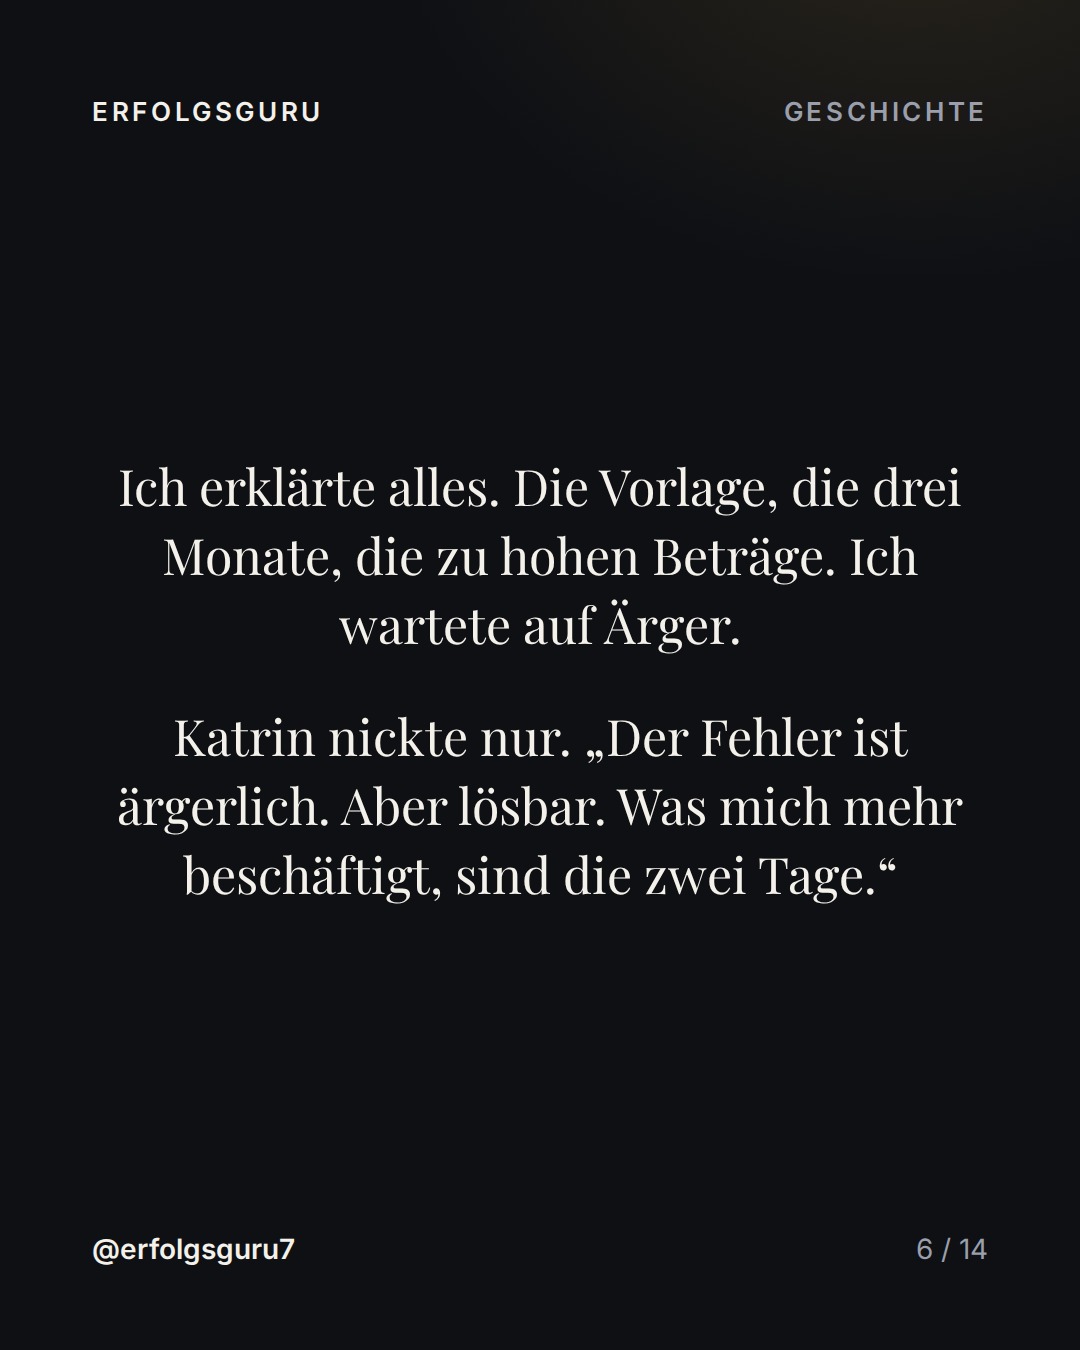 ERFOLGSGURU
GESCHICHTE
Ich erklärte alles. Die Vorlage, die drei
Monate, die zu hohen Beträge. Ich
wartete auf Ärger.
Katrin nickte nur. „Der Fehler ist
ärgerlich. Aber lösbar. Was mich mehr
beschäftigt, sind die zwei Tage.“
@erfolgsguru7
6 / 14